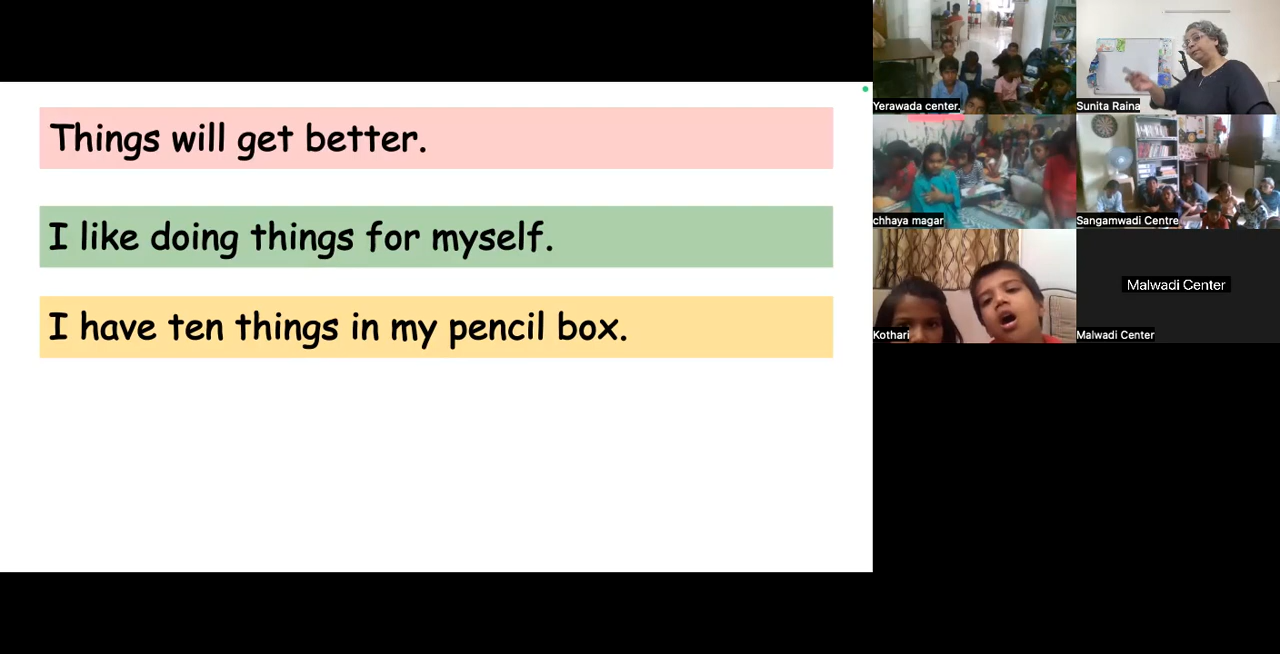 Things will get better.
I like doing things for myself.
I have ten things in my pencil box.
Yerawada center.
Sunita Raina
chhaya magar
Sangamwadi Centre
Kothari
Malwadi Center
Malwadi Center